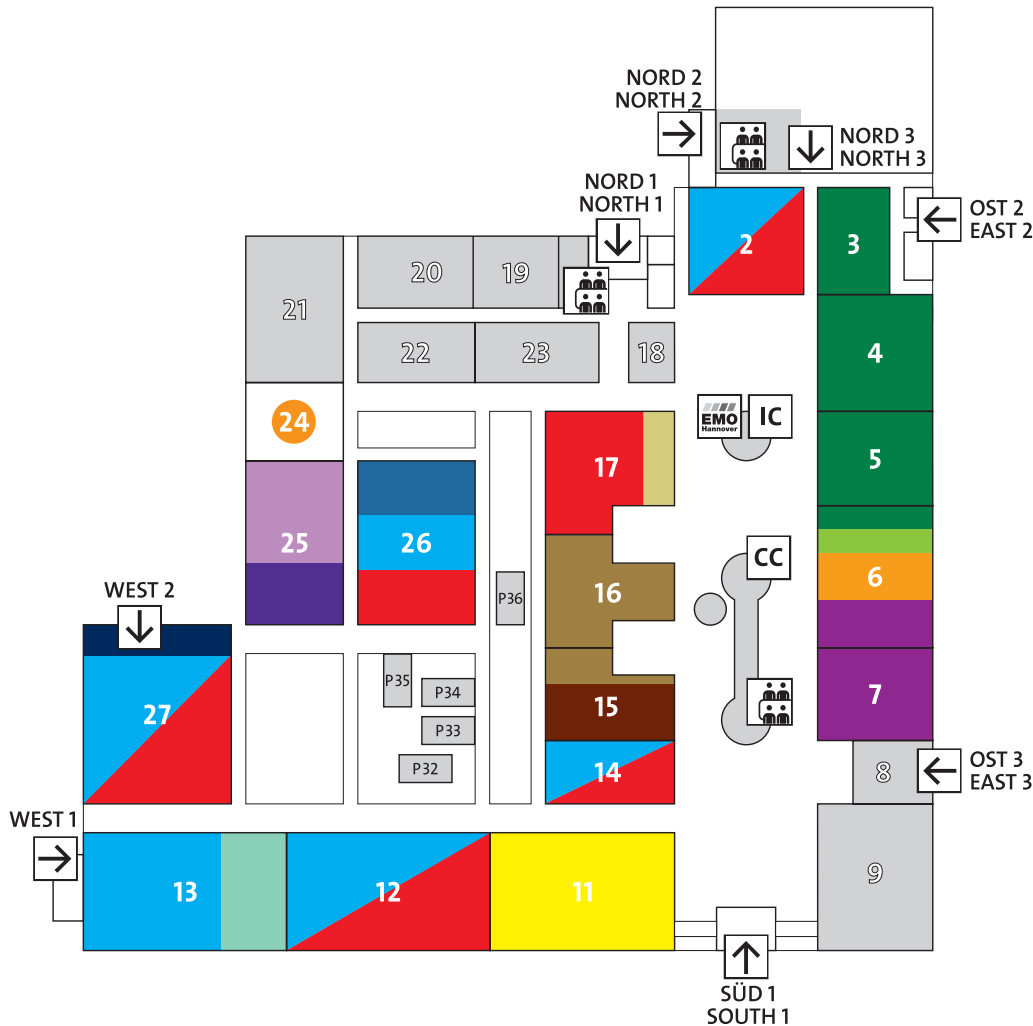 NORD 2
NORTH 2
NORD 3
NORTH 3
NORD 1
NORTH 1
OST 2
EAST 2
2
3
20
19
21
22
23
18
4
24
EMO
Hannover
IC
17
5
25
26
CC
6
WEST 2
P36
16
P35
P34
7
27
15
P33
P32
14
8
OST 3
EAST 3
WEST 1
13
12
11
9
SÜD 1
SOUTH 1